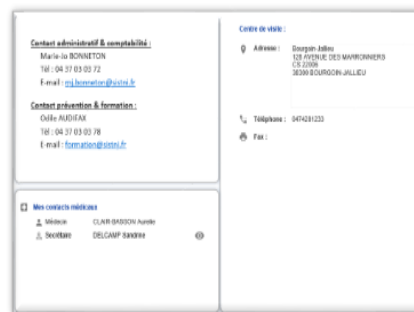 Contact administratif & comptabilité :
Marie-Jo BONNETON
Tél : 04 37 03 03 72
E-mail : mj.bonneton@sistni.fr
Contact prévention & formation :
Odile AUDIFAX
Tél : 04 37 03 03 78
E-mail : formation@sistni.fr
Mes contacts médicaux
Médecin CLAIR-BASSON Aurelie
Secrétaire DELCAMP Sandrine
Centre de visite :
Adresse : Bourgoin-Jallieu
120 AVENUE DES MARRONNIERS
CS 22006
38300 BOURGOIN-JALLIEU
Téléphone : 0474281233
Fax :